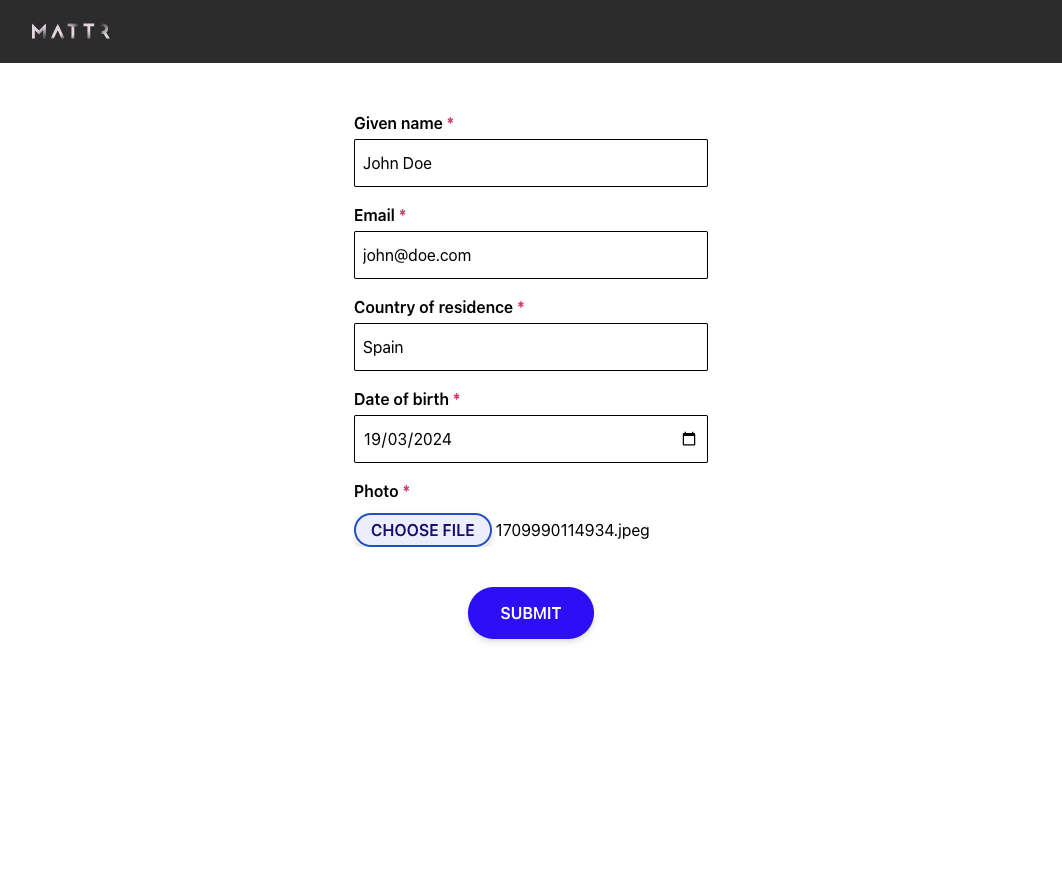 MATTR
Given name *
John Doe
Email *
john@doe.com
Country of residence *
Spain
Date of birth *
19/03/2024
Photo *
CHOOSE FILE 1709990114934.jpeg
SUBMIT